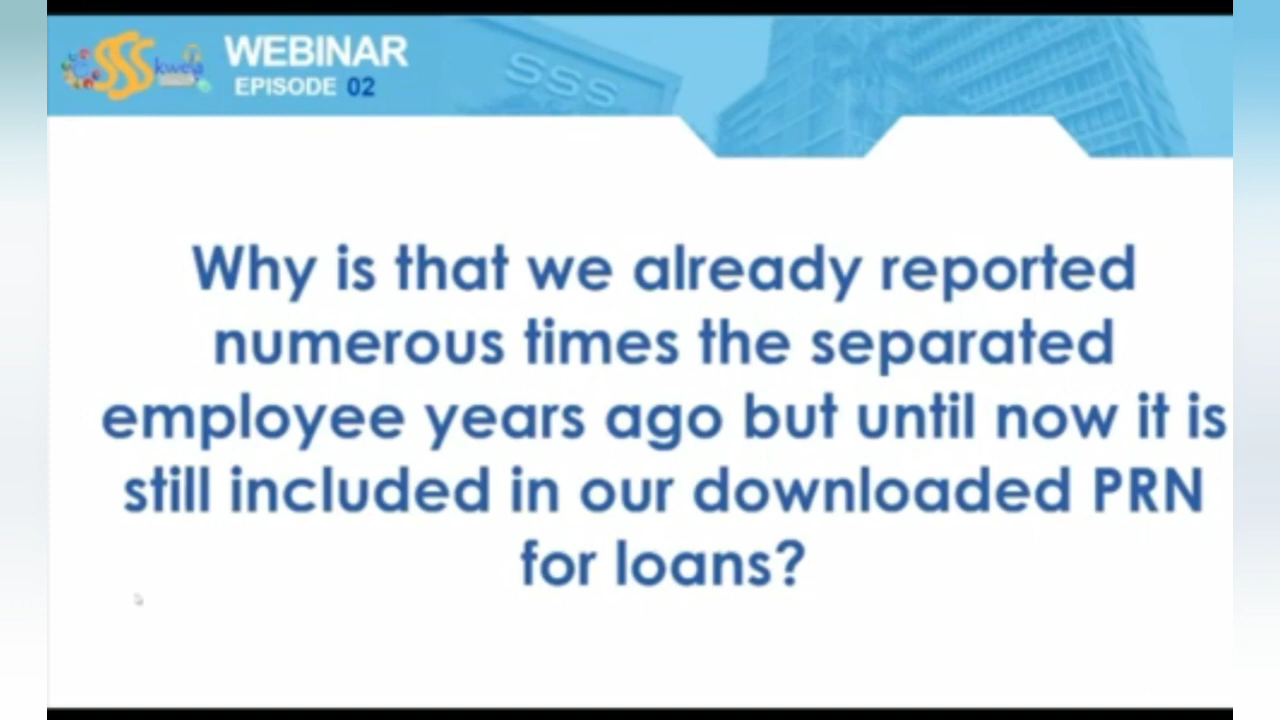 SSS
WEBINAR
EPISODE 02
SSS
Why is that we already reported
numerous times the separated
employee years ago but until now it is
still included in our downloaded PRN
for loans?